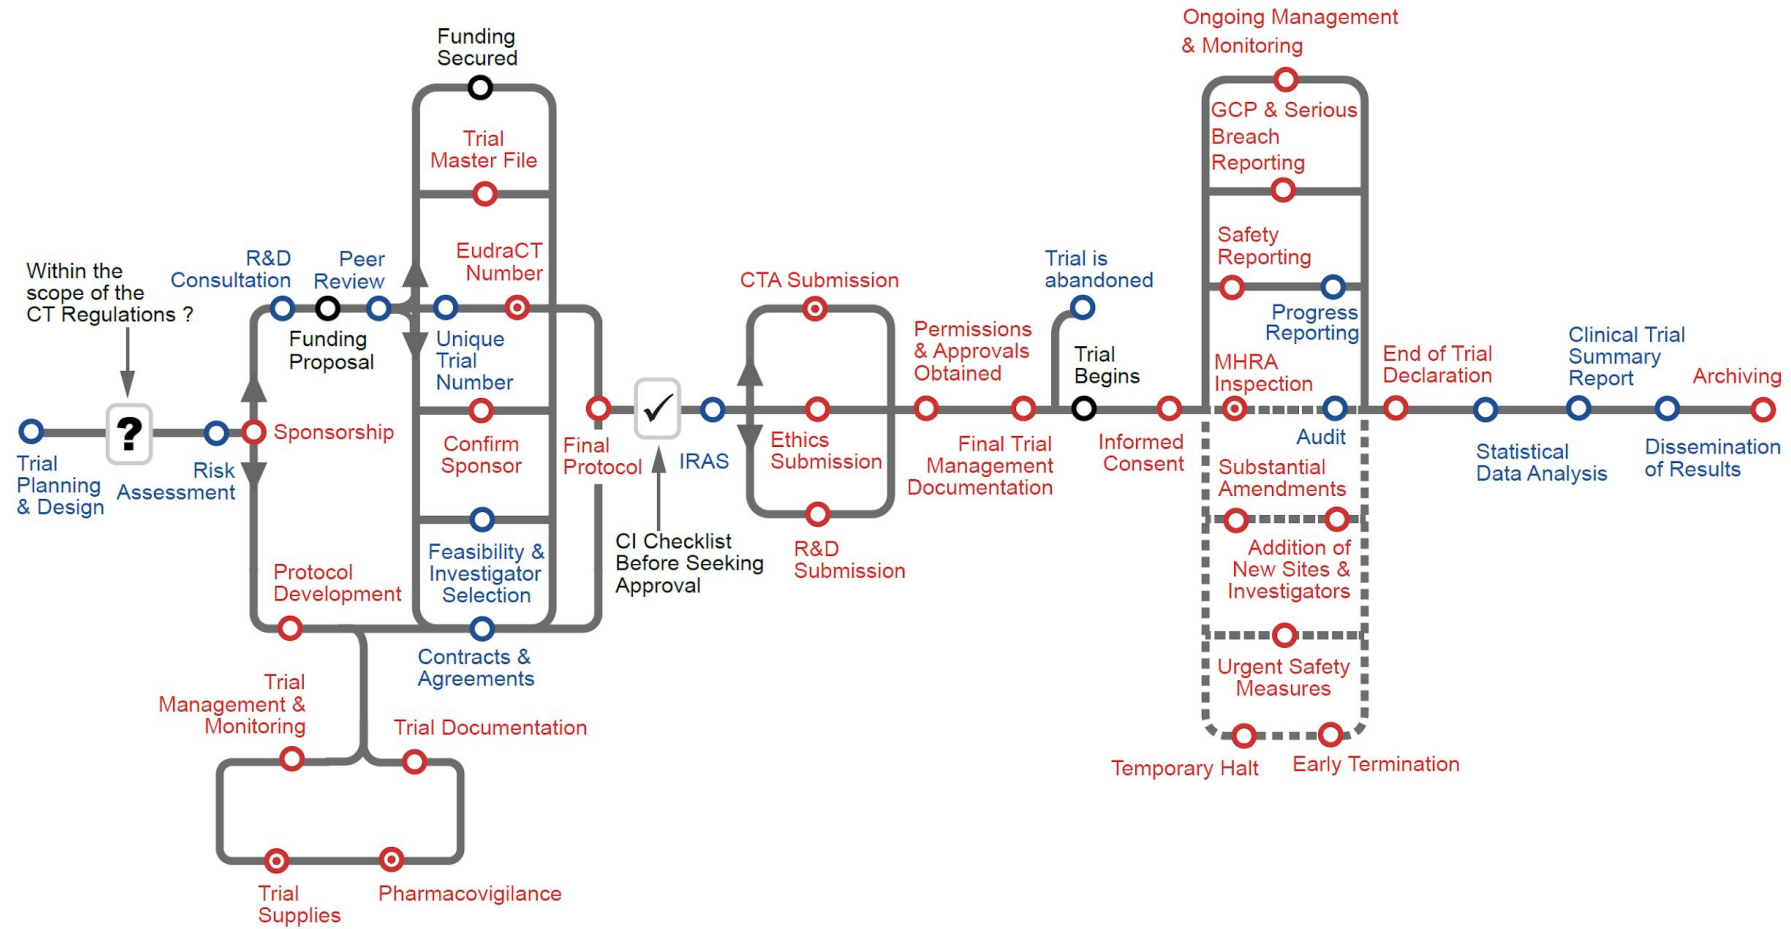 Within the
scope of the
CT Regulations ?
?
Trial
Planning
& Design
Risk
Assessment
Sponsorship
R&D
Consultation
Funding
Proposal
Peer
Review
Protocol
Development
Trial
Management &
Monitoring
Trial Documentation
Trial
Supplies
Pharmacovigilance
Funding
Secured
Trial
Master File
EudraCT
Number
Unique
Trial
Number
Confirm
Sponsor
Feasibility &
Investigator
Selection
Contracts &
Agreements
Final
Protocol
CI Checklist
Before Seeking
Approval
IRAS
CTA Submission
Ethics
Submission
R&D
Submission
Permissions
& Approvals
Obtained
Final Trial
Management
Documentation
Trial is
abandoned
Trial
Begins
Informed
Consent
Ongoing Management
& Monitoring
GCP & Serious
Breach
Reporting
Safety
Reporting
Progress
Reporting
MHRA
Inspection
Audit
Substantial
Amendments
Addition of
New Sites &
Investigators
Urgent Safety
Measures
Temporary Halt
Early Termination
End of Trial
Declaration
Statistical
Data Analysis
Clinical Trial
Summary
Report
Dissemination
of Results
Archiving